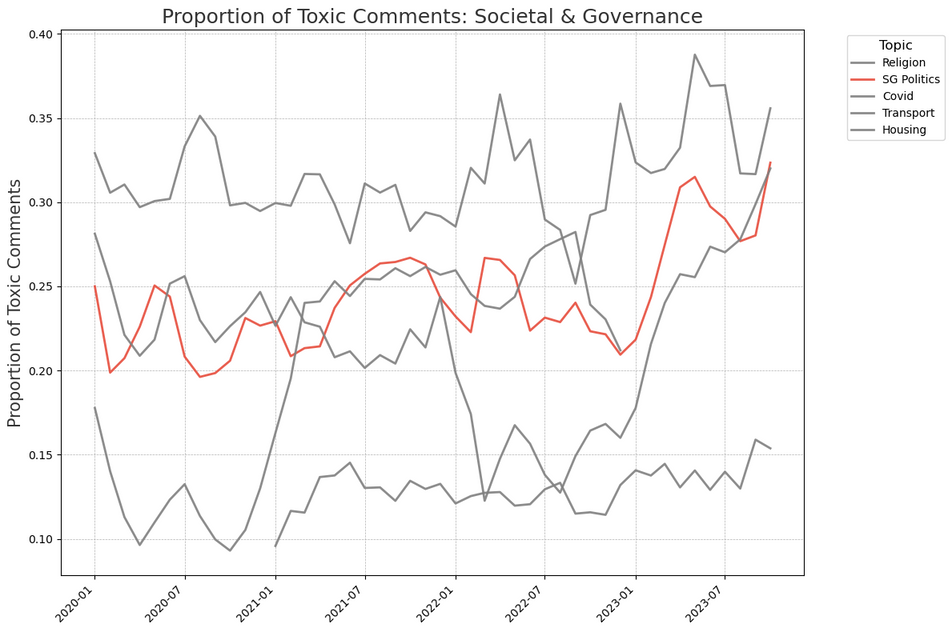 Proportion of Toxic Comments: Societal & Governance
Proportion of Toxic Comments
0.40
0.35
0.30
0.25
0.20
0.15
0.10
2020-01
2020-07
2021-01
2021-07
2022-01
2022-07
2023-01
2023-07
Topic
Religion
SG Politics
Covid
Transport
Housing